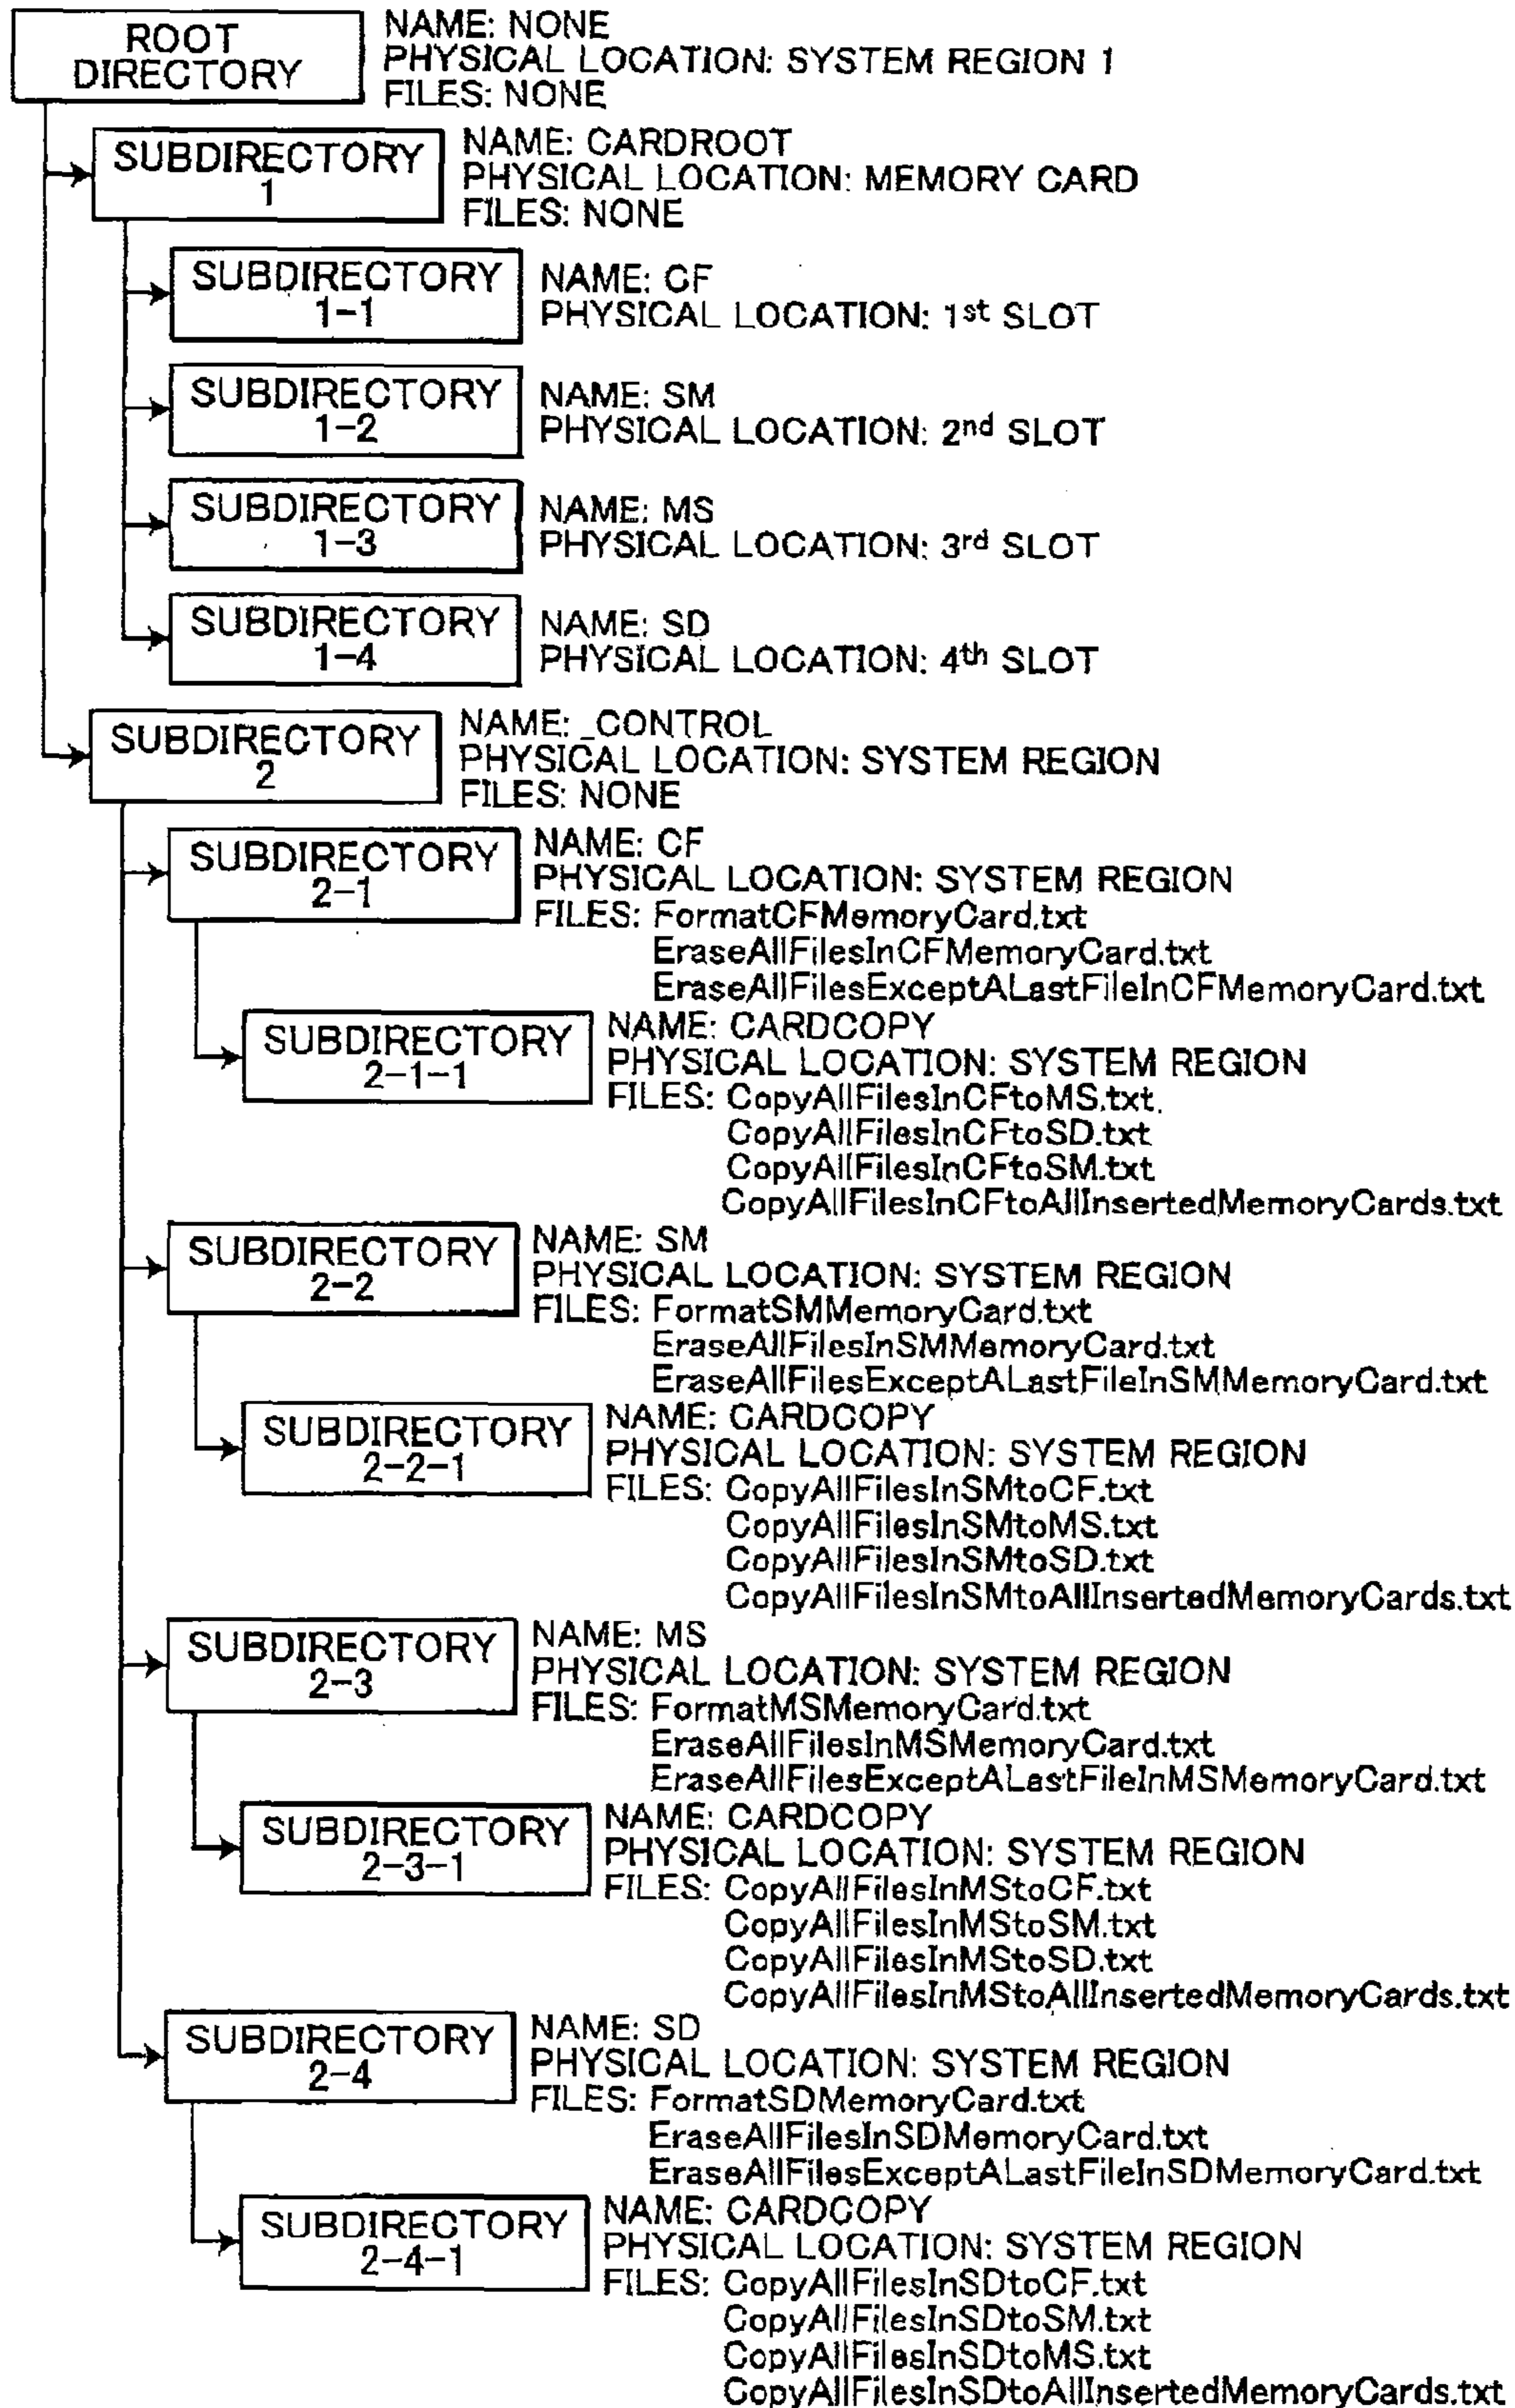 ROOT
DIRECTORY
NAME: NONE
PHYSICAL LOCATION: SYSTEM REGION 1
FILES: NONE
SUBDIRECTORY
1
NAME: CARDROOT
PHYSICAL LOCATION: MEMORY CARD
FILES: NONE
SUBDIRECTORY
1-1
NAME: CF
PHYSICAL LOCATION: 1st SLOT
SUBDIRECTORY
1-2
NAME: SM
PHYSICAL LOCATION: 2nd SLOT
SUBDIRECTORY
1-3
NAME: MS
PHYSICAL LOCATION: 3rd SLOT
SUBDIRECTORY
1-4
NAME: SD
PHYSICAL LOCATION: 4th SLOT
SUBDIRECTORY
2
NAME: _CONTROL
PHYSICAL LOCATION: SYSTEM REGION
FILES: NONE
SUBDIRECTORY
2-1
NAME: CF
PHYSICAL LOCATION: SYSTEM REGION
FILES: FormatCFMemoryCard.txt
EraseAllFilesInCFMemoryCard.txt
EraseAllFilesExceptALastFileInCFMemoryCard.txt
SUBDIRECTORY
2-1-1
NAME: CARDCOPY
PHYSICAL LOCATION: SYSTEM REGION
FILES: CopyAllFilesInCFtoMS.txt
CopyAllFilesInCFtoSD.txt
CopyAllFilesInCFtoSM.txt
CopyAllFilesInCFtoAllInsertedMemoryCards.txt
SUBDIRECTORY
2-2
NAME: SM
PHYSICAL LOCATION: SYSTEM REGION
FILES: FormatSMMemoryCard.txt
EraseAllFilesInSMMemoryCard.txt
EraseAllFilesExceptALastFileInSMMemoryCard.txt
SUBDIRECTORY
2-2-1
NAME: CARDCOPY
PHYSICAL LOCATION: SYSTEM REGION
FILES: CopyAllFilesInSMtoCF.txt
CopyAllFilesInSMtoMS.txt
CopyAllFilesInSMtoSD.txt
CopyAllFilesInSMtoAllInsertedMemoryCards.txt
SUBDIRECTORY
2-3
NAME: MS
PHYSICAL LOCATION: SYSTEM REGION
FILES: FormatMSMemoryCard.txt
EraseAllFilesInMSMemoryCard.txt
EraseAllFilesExceptALastFileInMSMemoryCard.txt
SUBDIRECTORY
2-3-1
NAME: CARDCOPY
PHYSICAL LOCATION: SYSTEM REGION
FILES: CopyAllFilesInMStoCF.txt
CopyAllFilesInMStoSM.txt
CopyAllFilesInMStoSD.txt
CopyAllFilesInMStoAllInsertedMemoryCards.txt
SUBDIRECTORY
2-4
NAME: SD
PHYSICAL LOCATION: SYSTEM REGION
FILES: FormatSDMemoryCard.txt
EraseAllFilesInSDMemoryCard.txt
EraseAllFilesExceptALastFileInSDMemoryCard.txt
SUBDIRECTORY
2-4-1
NAME: CARDCOPY
PHYSICAL LOCATION: SYSTEM REGION
FILES: CopyAllFilesInSDtoCF.txt
CopyAllFilesInSDtoSM.txt
CopyAllFilesInSDtoMS.txt
CopyAllFilesInSDtoAllInsertedMemoryCards.txt